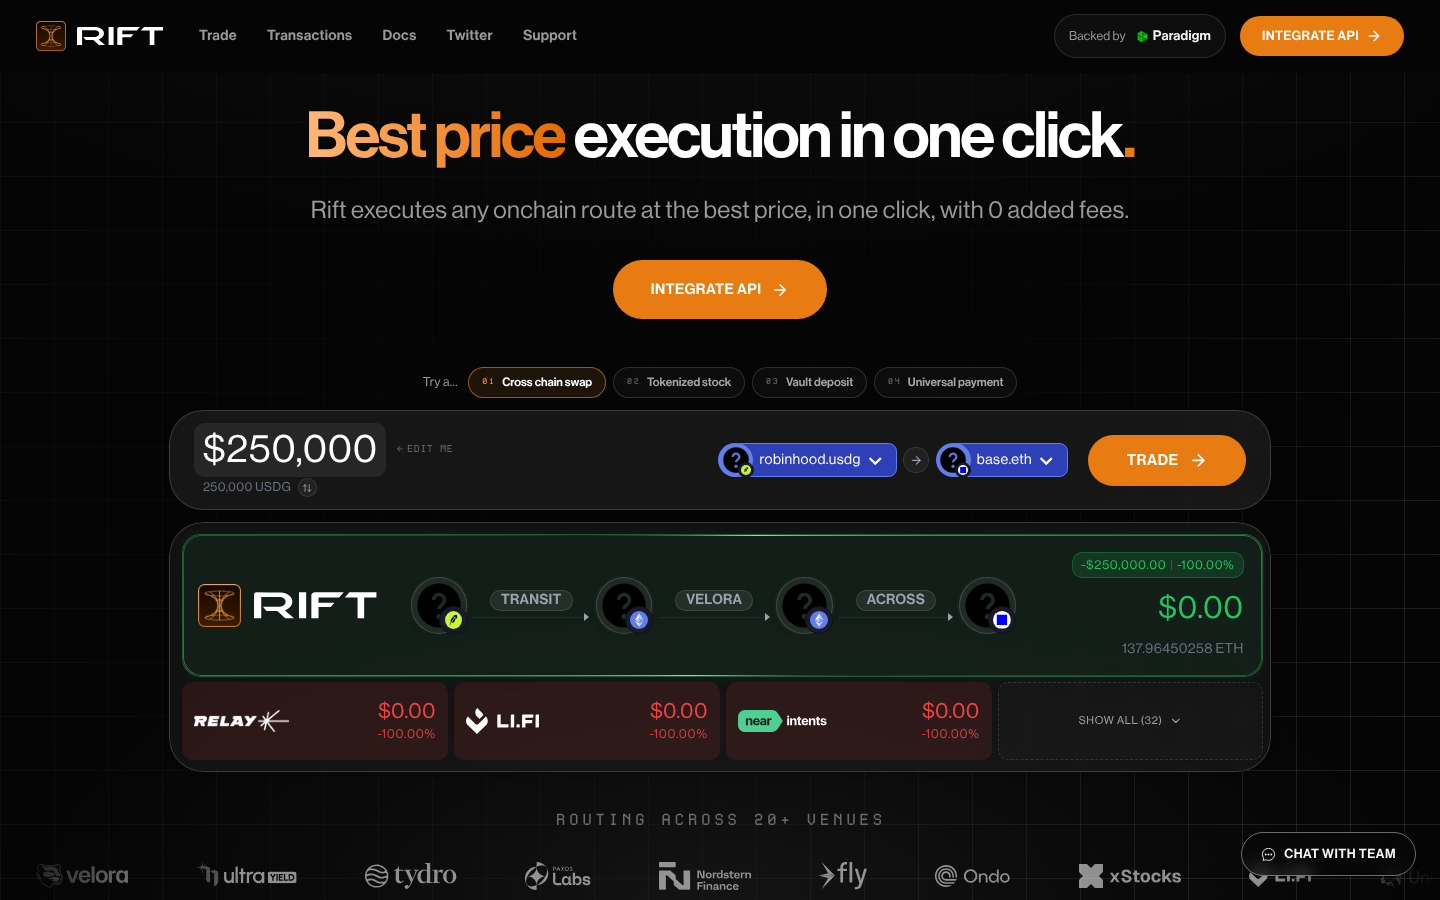 RIFT
Trade
Transactions
Docs
Twitter
Support
Backed by Paradigm
INTEGRATE API
Best price execution in one click.
Rift executes any onchain route at the best price, in one click, with 0 added fees.
INTEGRATE API
Try a...
01 Cross chain swap
02 Tokenized stock
03 Vault deposit
04 Universal payment
$250,000
EDIT ME
250,000 USDG
robinhood.usdg
base.eth
TRADE
RIFT
TRANSIT
VELORA
ACROSS
-$250,000.00 | -100.00%
$0.00
137.96450258 ETH
RELAY
$0.00
-100.00%
LI.FI
$0.00
-100.00%
near intents
$0.00
-100.00%
SHOW ALL (32)
ROUTING ACROSS 20+ VENUES
velora
ultra YIELD
tydro
PAXOS
Labs
Nordstern
Finance
fly
Ondo
xStocks
LI.FI
CHAT WITH TEAM